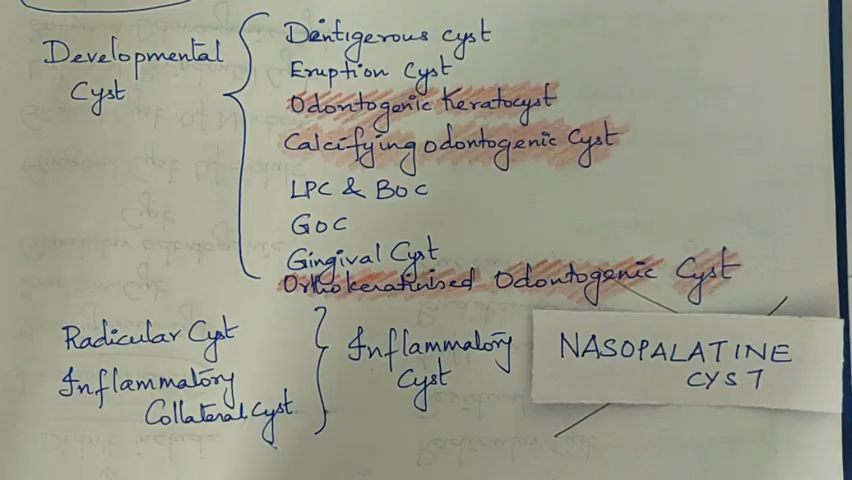 Developmental
Cyst
Dentigerous cyst
Eruption Cyst
Odontogenic Keratocyst
Calcifying odontogenic Cyst
LPC & BOC
GOC
Gingival Cyst
Orthokeratinised Odontogenic Cyst
Radicular Cyst
Inflammatory
Collateral Cyst
Inflammatory
Cyst
NASOPALATINE
CYST